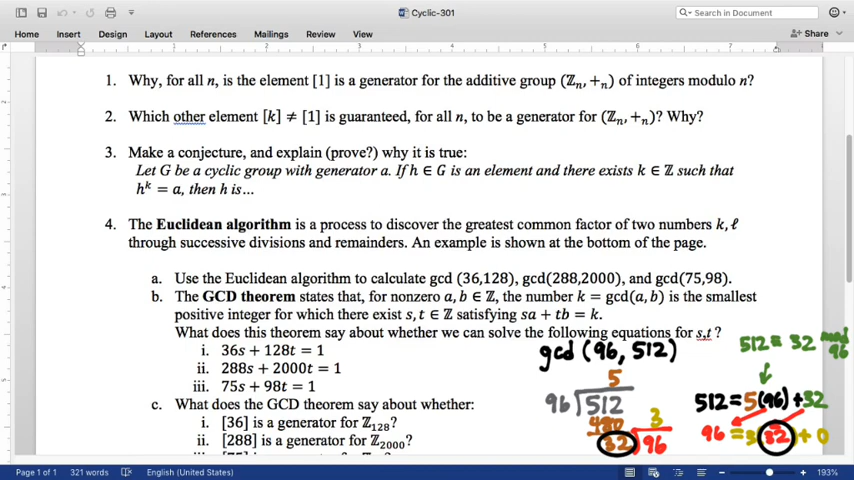 Cyclic-301
Search in Document
Home Insert Design Layout References Mailings Review View Share
1 2 3 4 5 6 7
1. Why, for all n, is the element [1] is a generator for the additive group (ℤₙ, +ₙ) of integers modulo n?
2. Which other element [k] ≠ [1] is guaranteed, for all n, to be a generator for (ℤₙ, +ₙ)? Why?
3. Make a conjecture, and explain (prove?) why it is true:
Let G be a cyclic group with generator a. If h ∈ G is an element and there exists k ∈ ℤ such that
hᵏ = a, then h is…
4. The Euclidean algorithm is a process to discover the greatest common factor of two numbers k, ℓ
through successive divisions and remainders. An example is shown at the bottom of the page.
a. Use the Euclidean algorithm to calculate gcd (36,128), gcd(288,2000), and gcd(75,98).
b. The GCD theorem states that, for nonzero a, b ∈ ℤ, the number k = gcd(a, b) is the smallest
positive integer for which there exist s, t ∈ ℤ satisfying sa + tb = k.
What does this theorem say about whether we can solve the following equations for s,t ?
i. 36s + 128t = 1
ii. 288s + 2000t = 1
iii. 75s + 98t = 1
c. What does the GCD theorem say about whether:
i. [36] is a generator for ℤ₁₂₈?
ii. [288] is a generator for ℤ₂₀₀₀?
gcd (96, 512)
5
96 512
480 3
32 96
512 ≡ 32 mod
96
512 = 5(96) + 32
96 = 3(32) + 0
Page 1 of 1 321 words English (United States) 193%